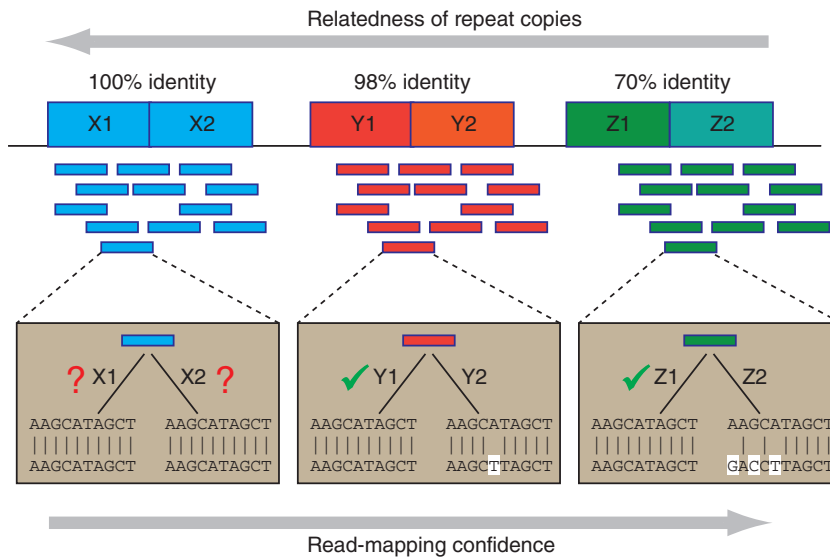 Relatedness of repeat copies
100% identity 98% identity 70% identity
X1 X2 Y1 Y2 Z1 Z2
? X1 X2 ? Y1 Y2 Z1 Z2
AAGCATAGCT AAGCATAGCT AAGCATAGCT AAGCATAGCT AAGCATAGCT AAGCATAGCT
AAGCATAGCT AAGCATAGCT AAGCATAGCT AAGCTTAGCT AAGCATAGCT GACCTTAGCT
Read-mapping confidence